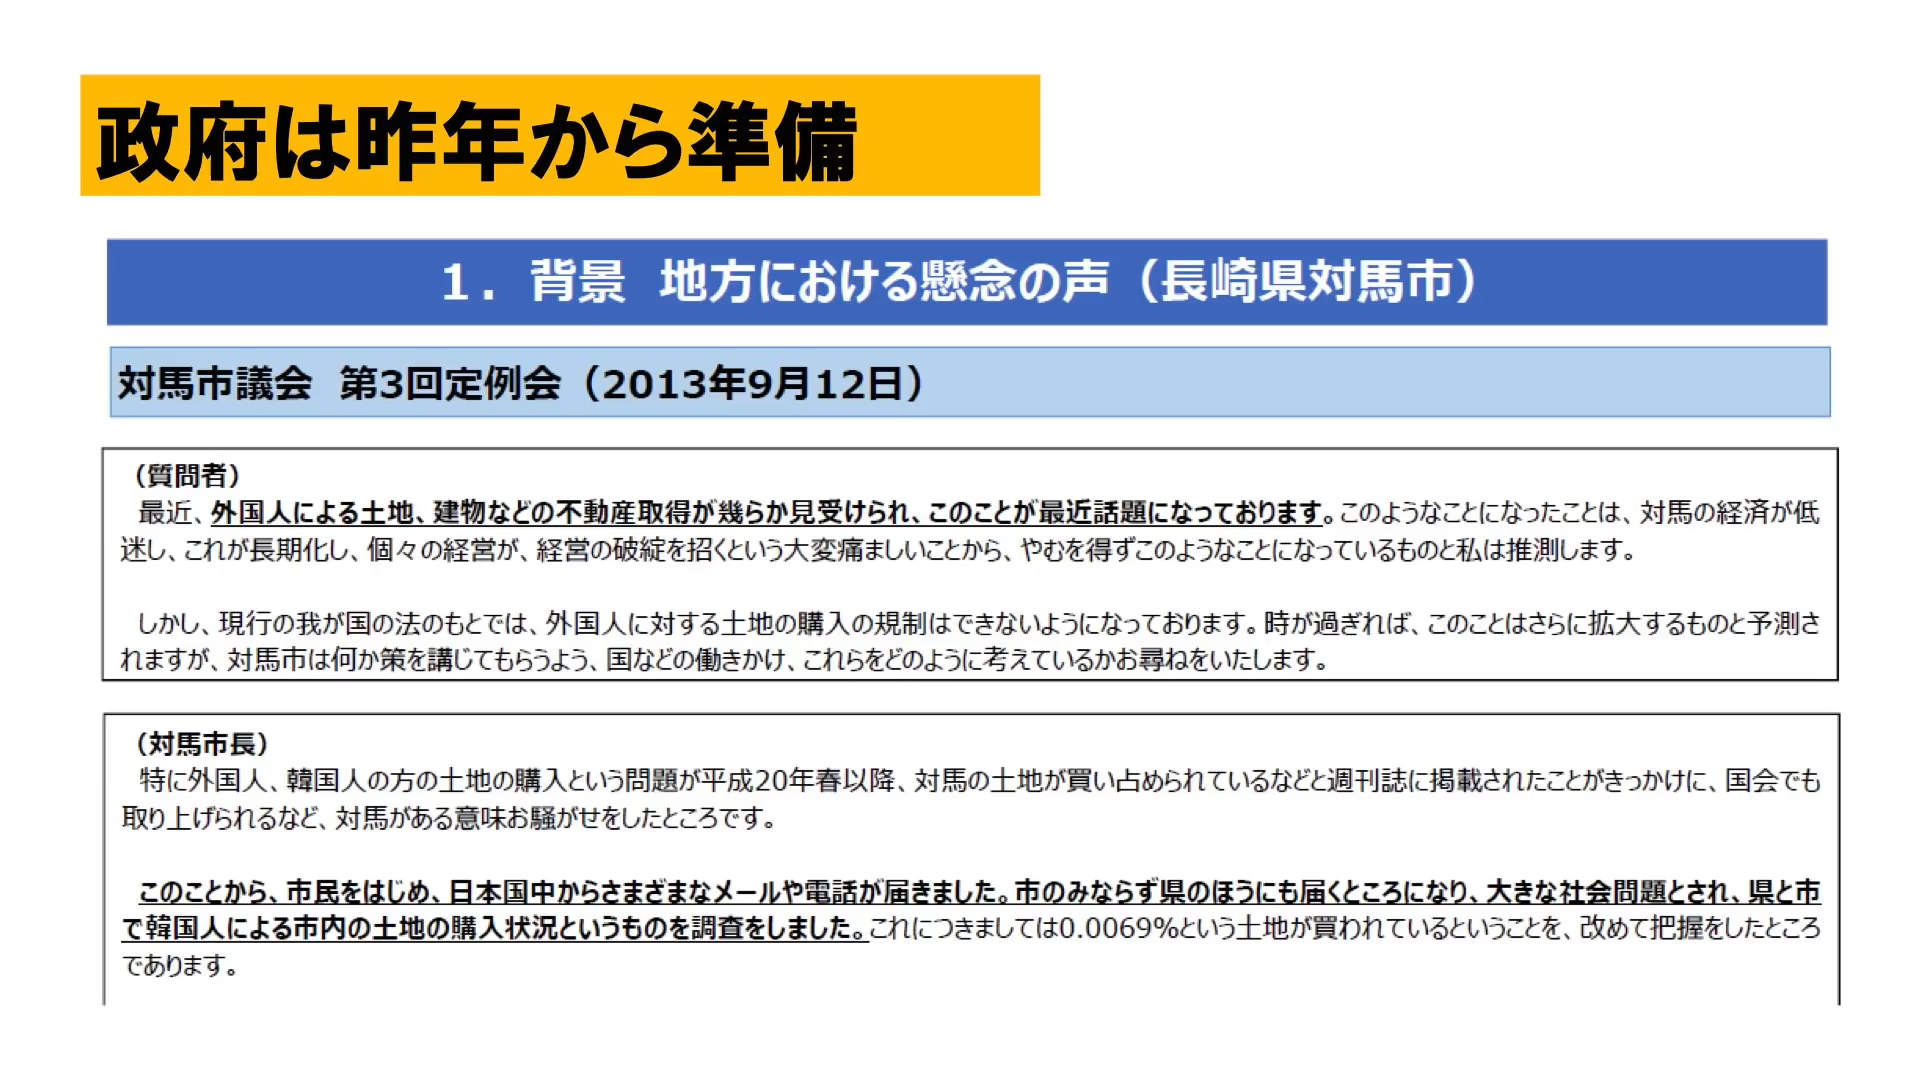 政府は昨年から準備
1．背景 地方における懸念の声（長崎県対馬市）
対馬市議会 第3回定例会（2013年9月12日）
（質問者）
最近、外国人による土地、建物などの不動産取得が幾らか見受けられ、このことが最近話題になっております。このようなことになったことは、対馬の経済が低
迷し、これが長期化し、個々の経営が、経営の破綻を招くという大変痛ましいことから、やむを得ずこのようなことになっているものと私は推測します。
しかし、現行の我が国の法のもとでは、外国人に対する土地の購入の規制はできないようになっております。時が過ぎれば、このことはさらに拡大するものと予測さ
れますが、対馬市は何か策を講じてもらうよう、国などの働きかけ、これらをどのように考えているかお尋ねをいたします。
（対馬市長）
特に外国人、韓国人の方の土地の購入という問題が平成20年春以降、対馬の土地が買い占められているなどと週刊誌に掲載されたことがきっかけに、国会でも
取り上げられるなど、対馬がある意味お騒がせをしたところです。
このことから、市民をはじめ、日本国中からさまざまなメールや電話が届きました。市のみならず県のほうにも届くところになり、大きな社会問題とされ、県と市
で韓国人による市内の土地の購入状況というものを調査をしました。これにつきましては0.0069%という土地が買われているということを、改めて把握をしたところ
であります。